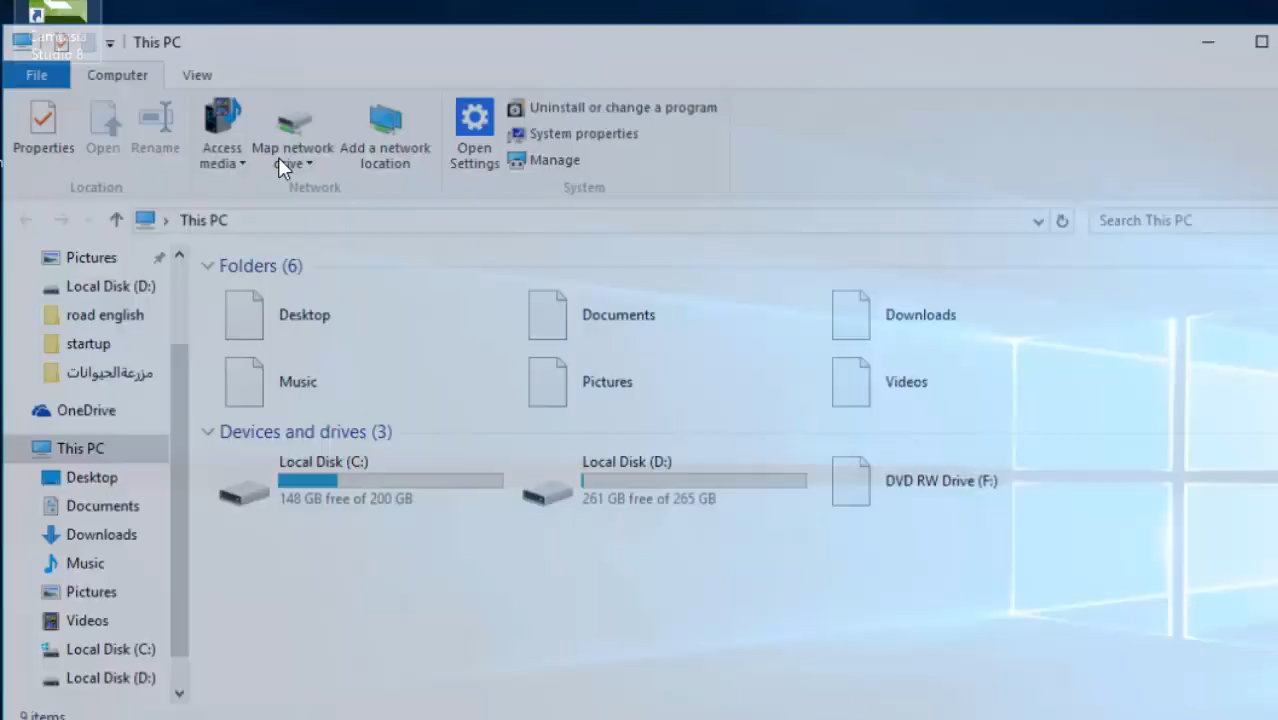 Camtasia
Studio 8
This PC
File
Computer
View
Properties
Open
Rename
Access
media
Map network
drive
Add a network
location
Open
Settings
Uninstall or change a program
System properties
Manage
Location
Network
System
This PC
Search This PC
Pictures
Local Disk (D:)
road english
startup
مزرعةالحيوانات
OneDrive
This PC
Desktop
Documents
Downloads
Music
Pictures
Videos
Local Disk (C:)
Local Disk (D:)
Folders (6)
Desktop
Documents
Downloads
Music
Pictures
Videos
Devices and drives (3)
Local Disk (C:)
148 GB free of 200 GB
Local Disk (D:)
261 GB free of 265 GB
DVD RW Drive (F:)
9 items